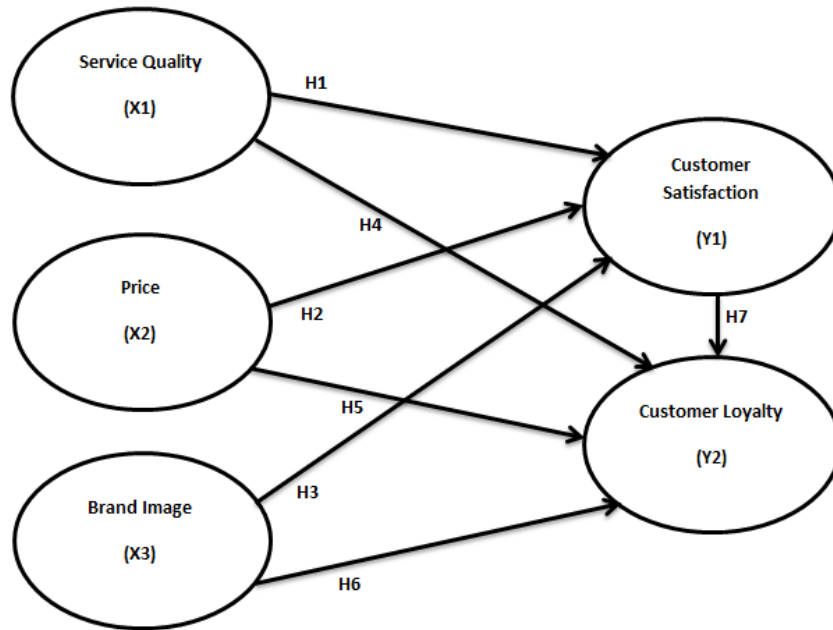 Service Quality
(X1)
H1
Customer
Satisfaction
(Y1)
H4
Price
(X2)
H2
H7
H5
Customer Loyalty
(Y2)
Brand Image
(X3)
H3
H6